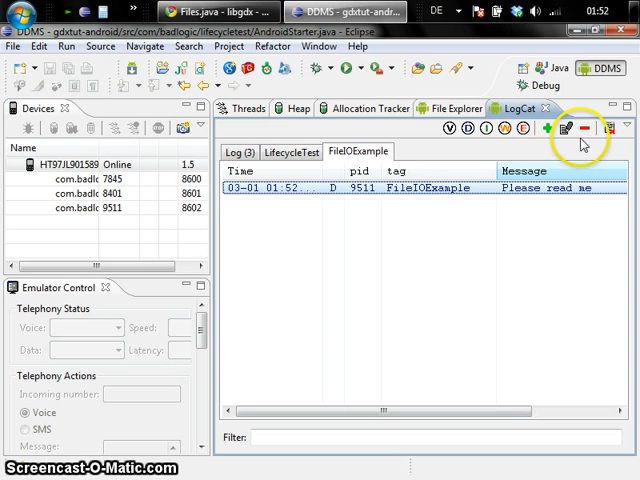 Files.java - libgdx - ...
DDMS - gdxtut-andr...
DE
01:52
DDMS - gdxtut-android/src/com/badlogic/lifecycletest/AndroidStarter.java - Eclipse
File Edit Run Source Navigate Search Project Refactor Window Help
Java
DDMS
Debug
Devices
Threads
Heap
Allocation Tracker
File Explorer
LogCat
V D I W E
Name
Log (3)
LifecycleTest
FileIOExample
HT97JL901589 Online 1.5
Time pid tag Message
com.badlc 7845 8600
03-01 01:52... D 9511 FileIOExample Please read me
com.badlc 8401 8601
com.badlc 9511 8602
Emulator Control
Telephony Status
Voice: Speed:
Data: Latency:
Telephony Actions
Incoming number:
Voice
SMS
Message:
Filter:
Screencast-O-Matic.com